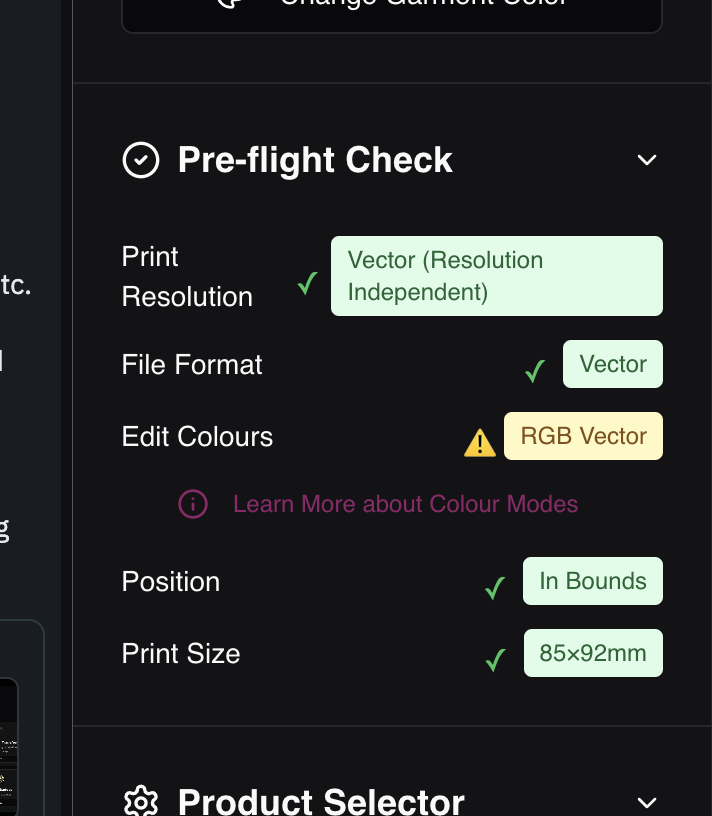 Change Garment Color
Pre-flight Check
tc.
Print
Resolution
✓
Vector (Resolution
Independent)
File Format
✓
Vector
Edit Colours
⚠️
RGB Vector
Learn More about Colour Modes
g
Position
✓
In Bounds
Print Size
✓
85×92mm
Product Selector